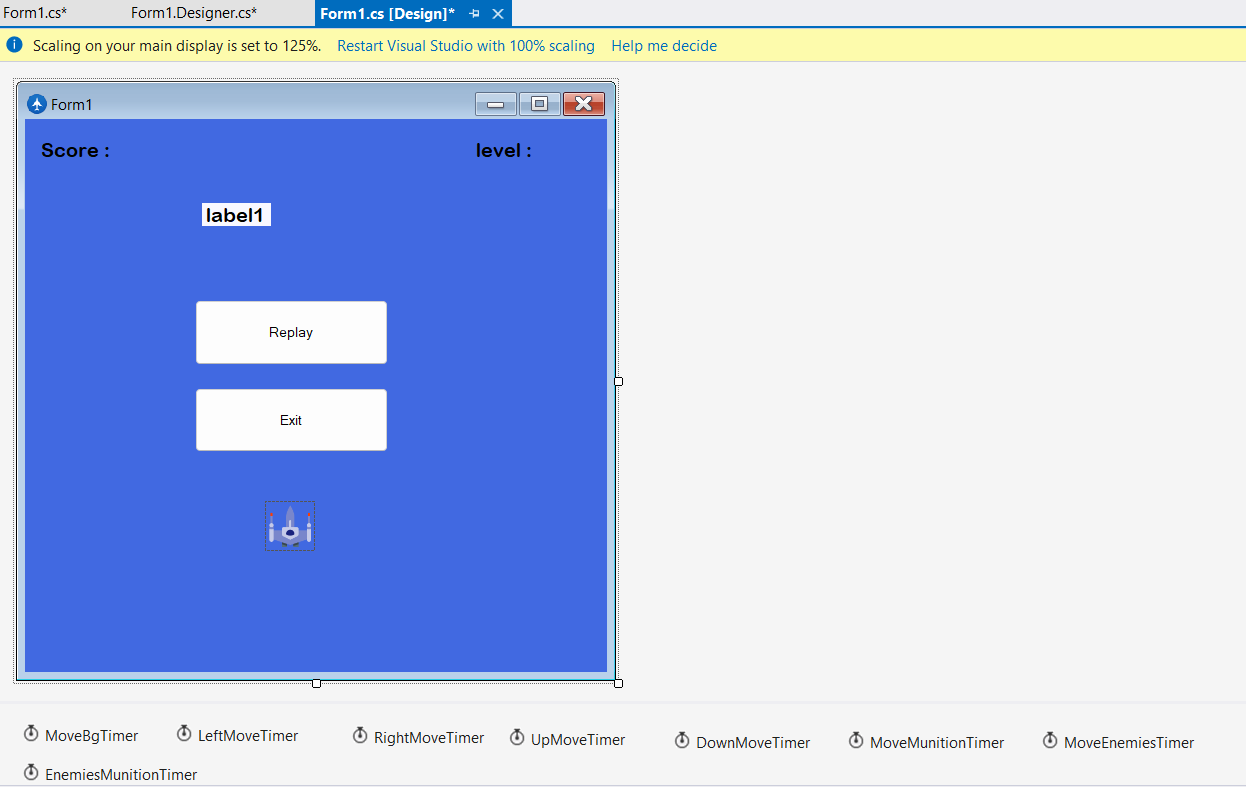 Form1.cs* Form1.Designer.cs* Form1.cs [Design]*
Scaling on your main display is set to 125%. Restart Visual Studio with 100% scaling Help me decide
Form1
Score : level :
label1
Replay
Exit
MoveBgTimer LeftMoveTimer RightMoveTimer UpMoveTimer DownMoveTimer MoveMunitionTimer MoveEnemiesTimer
EnemiesMunitionTimer